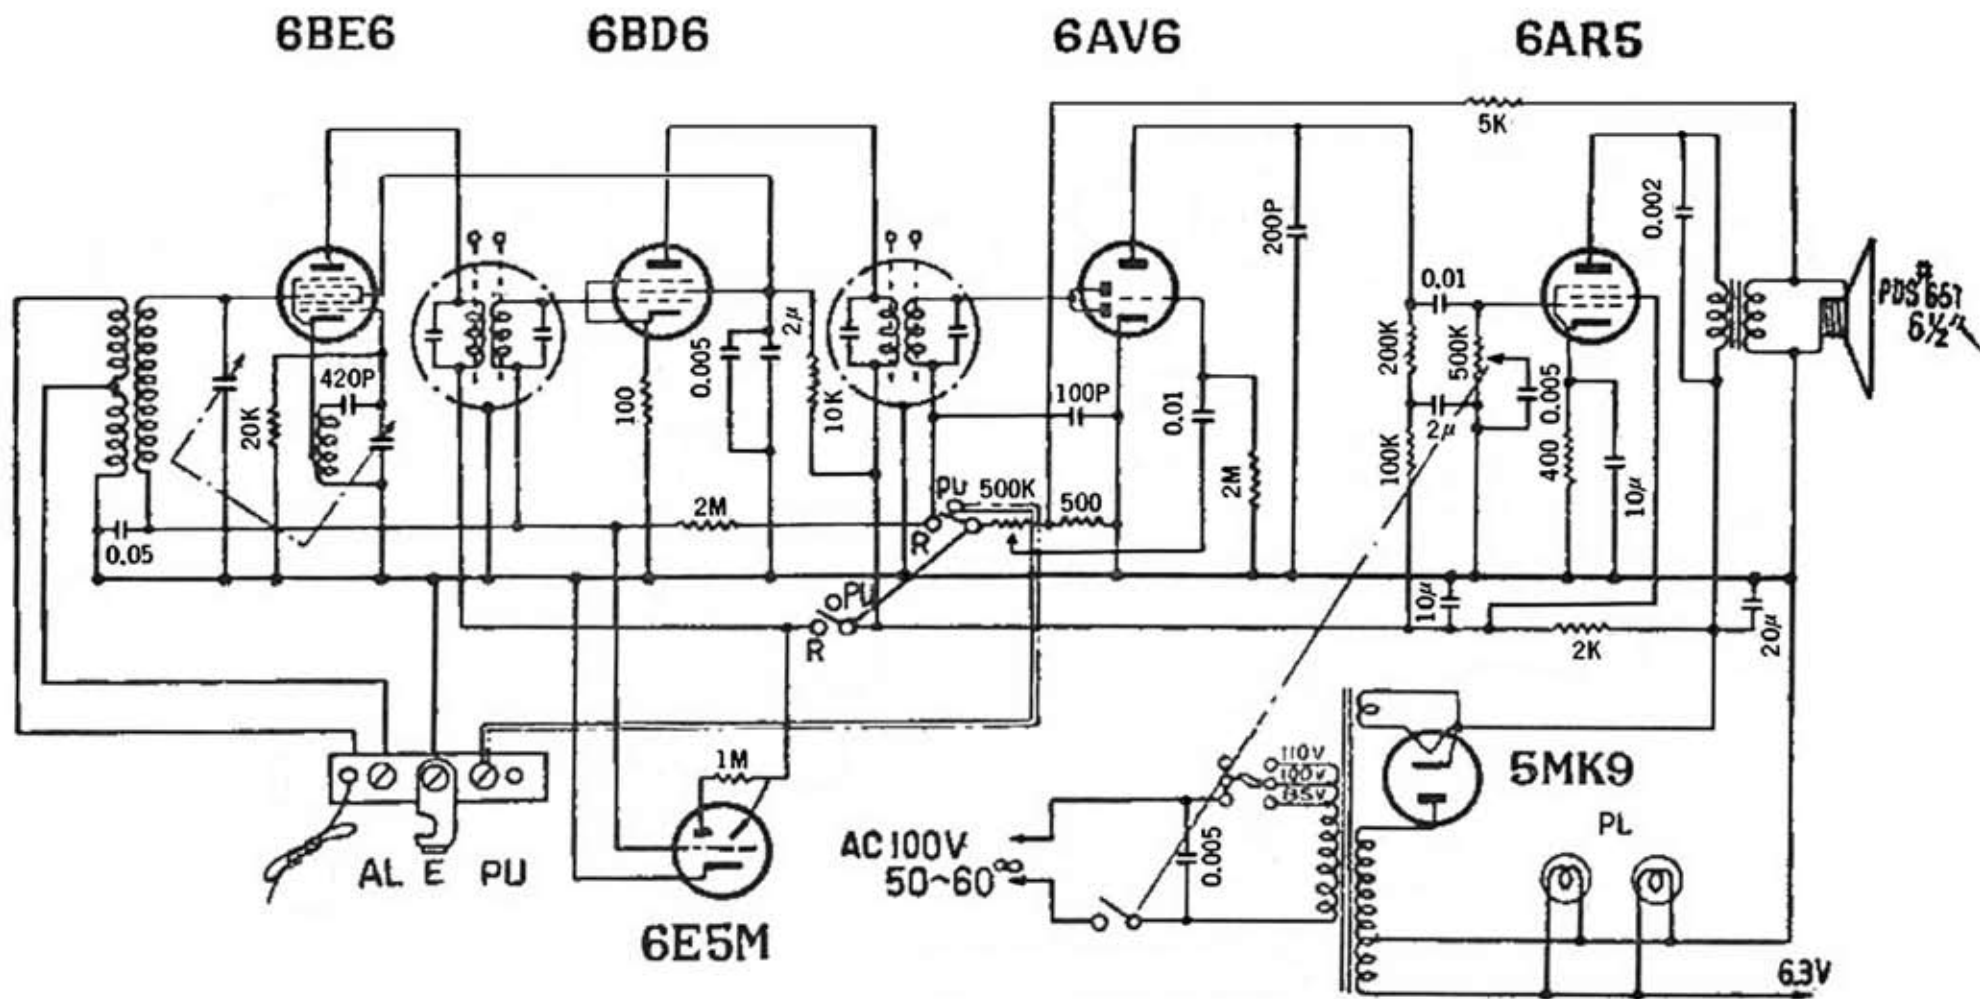 6BE6
6BD6
6AV6
6AR5
5K
0.002
200P
0.01
PDS 657
6½"
420P
20K
0.005
2μ
100
10K
100P
0.01
2M
200K
500K
0.005
2μ
100K
400
10μ
0.05
2M
PU
500K
500
R
PU
R
10μ
2K
20μ
1M
110V
100V
85V
5MK9
PL
AC 100V
50~60∞
0.005
AL E PU
6E5M
6.3V